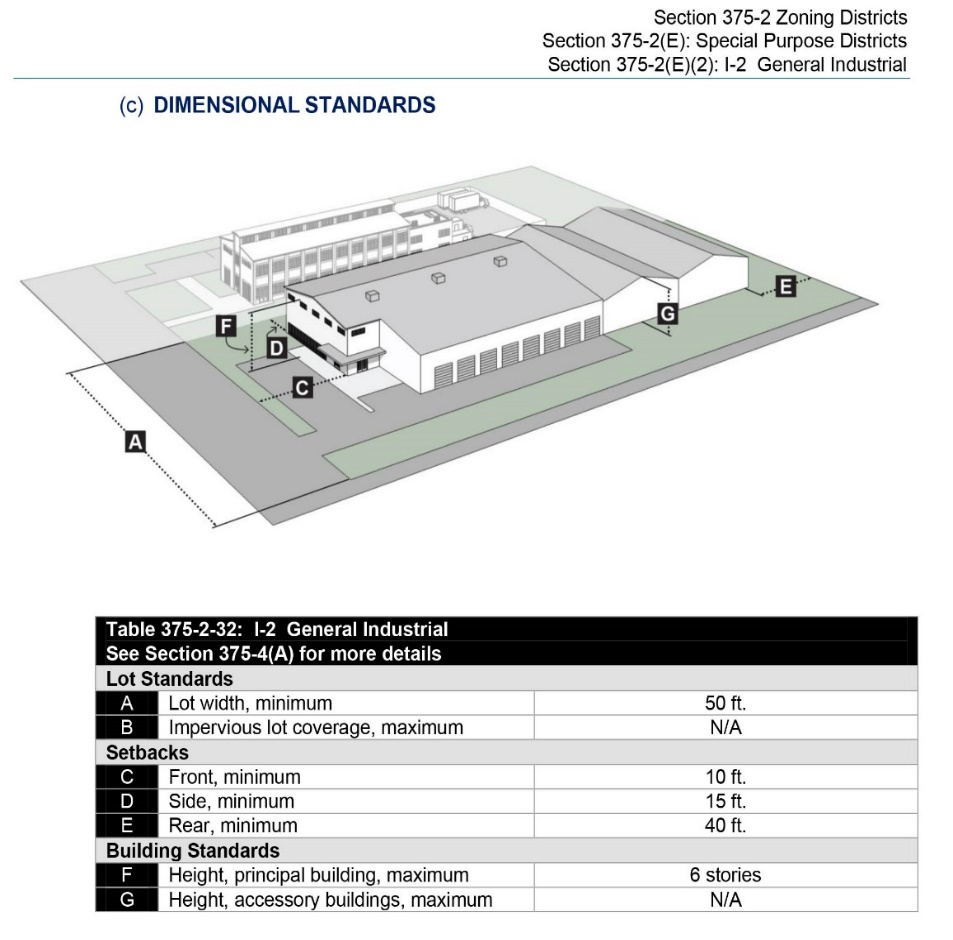 Section 375-2 Zoning Districts
Section 375-2(E): Special Purpose Districts
Section 375-2(E)(2): I-2 General Industrial
(c) DIMENSIONAL STANDARDS
E
G
F
D
C
A
Table 375-2-32: I-2 General Industrial
See Section 375-4(A) for more details
Lot Standards
A Lot width, minimum 50 ft.
B Impervious lot coverage, maximum N/A
Setbacks
C Front, minimum 10 ft.
D Side, minimum 15 ft.
E Rear, minimum 40 ft.
Building Standards
F Height, principal building, maximum 6 stories
G Height, accessory buildings, maximum N/A